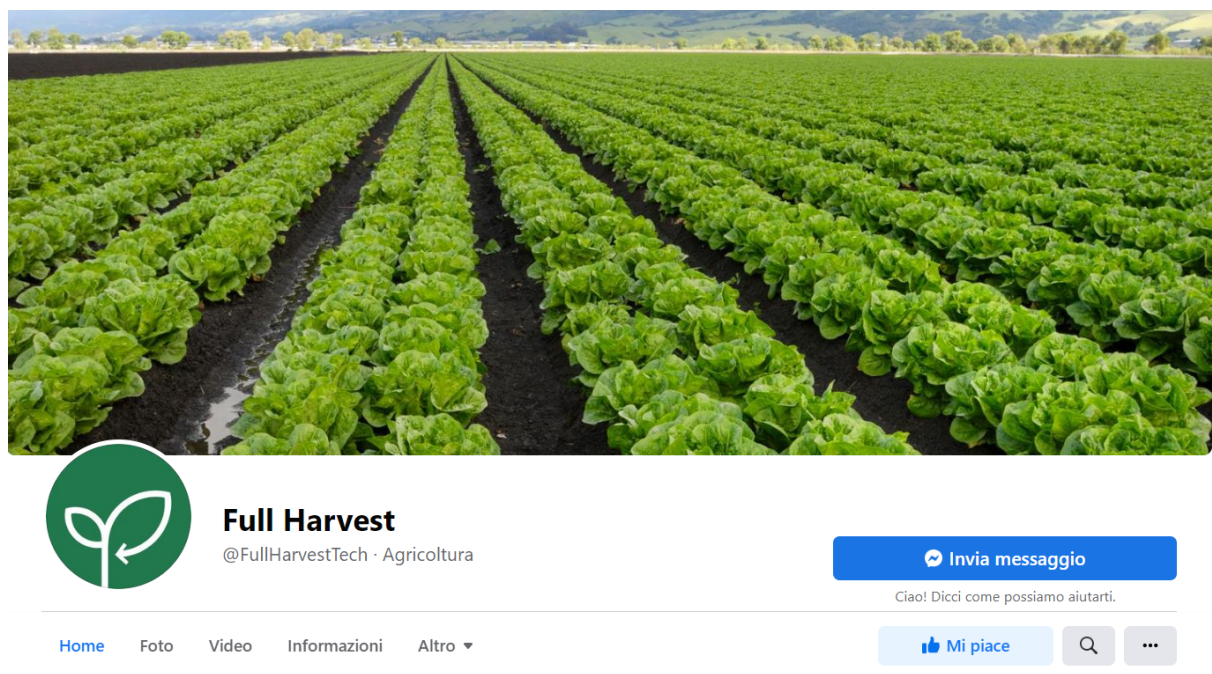 Full Harvest
@FullHarvestTech · Agricoltura
Invia messaggio
Ciao! Dicci come possiamo aiutarti.
Home Foto Video Informazioni Altro
Mi piace